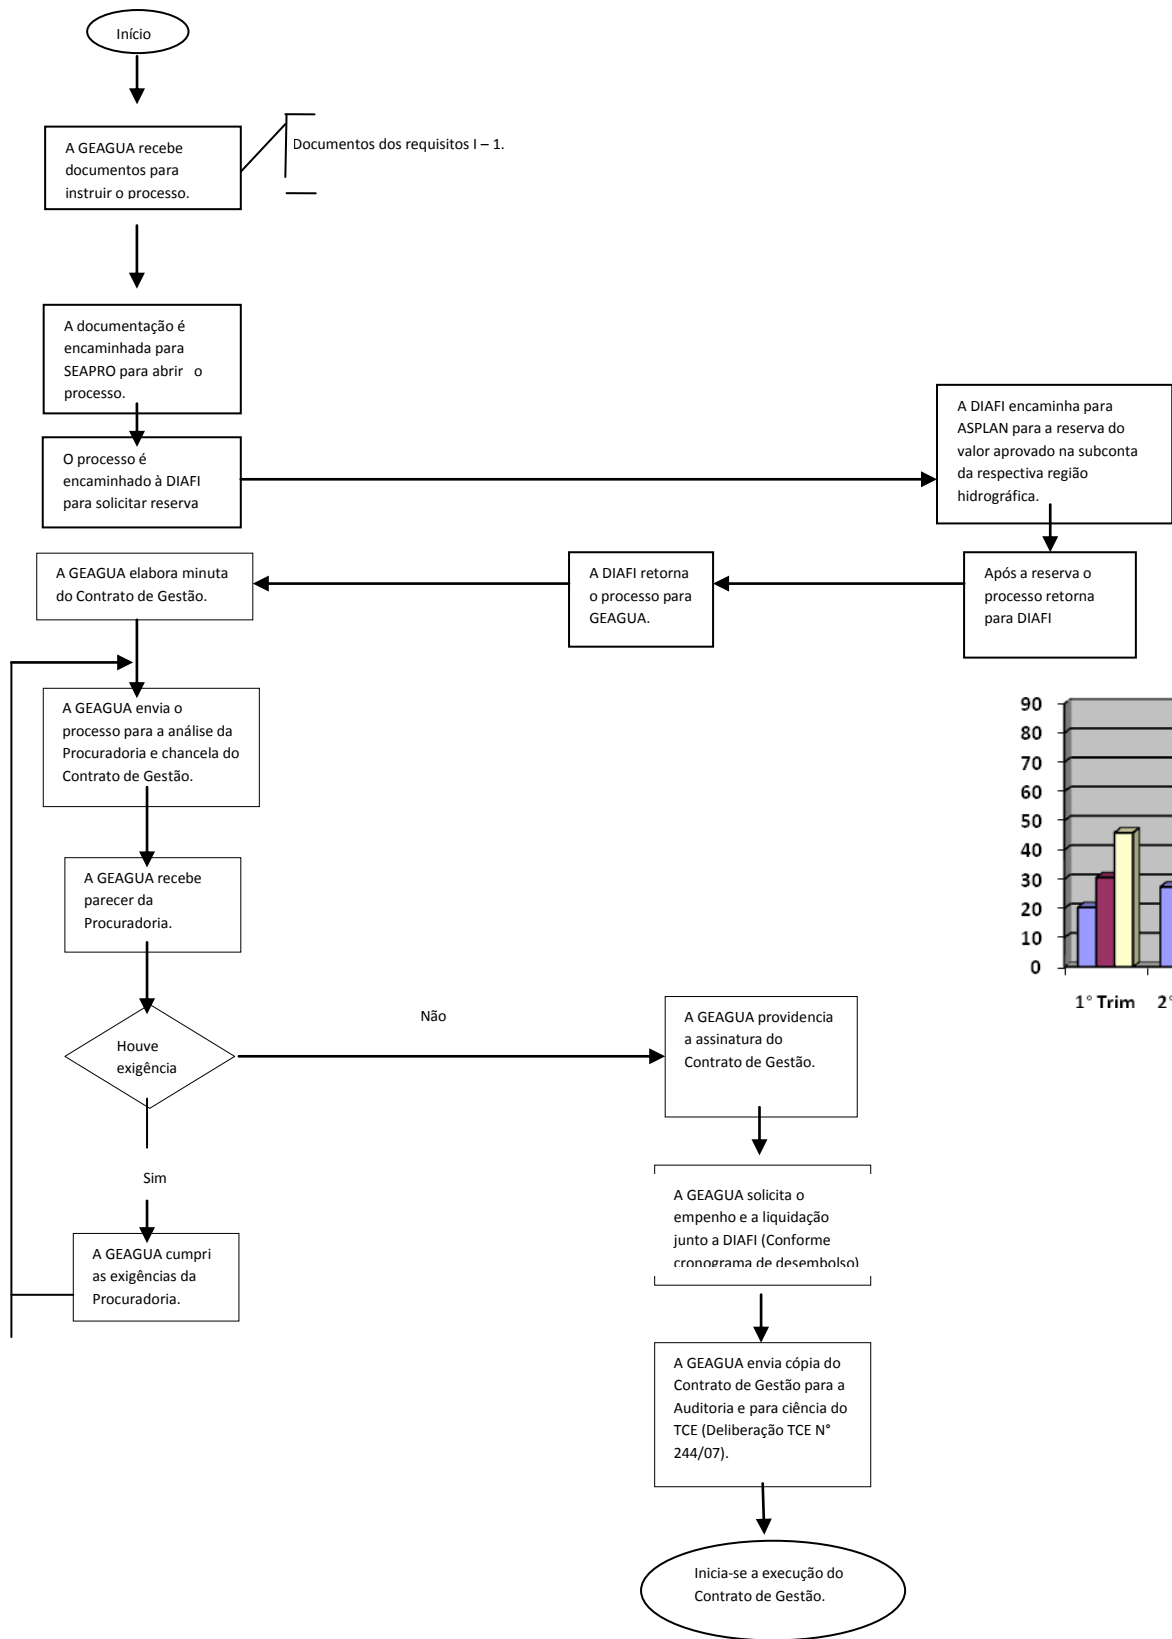 Início
A GEAGUA recebe
documentos para
instruir o processo.
Documentos dos requisitos I – 1.
A documentação é
encaminhada para
SEAPRO para abrir o
processo.
O processo é
encaminhado à DIAFI
para solicitar reserva
A DIAFI encaminha para
ASPLAN para a reserva do
valor aprovado na subconta
da respectiva região
hidrográfica.
Após a reserva o
processo retorna
para DIAFI
A DIAFI retorna
o processo para
GEAGUA.
A GEAGUA elabora minuta
do Contrato de Gestão.
A GEAGUA envia o
processo para a análise da
Procuradoria e chancela do
Contrato de Gestão.
90
80
70
60
50
40
30
20
10
0
1° Trim 2°
A GEAGUA recebe
parecer da
Procuradoria.
Houve
exigência
Não
Sim
A GEAGUA cumpri
as exigências da
Procuradoria.
A GEAGUA providencia
a assinatura do
Contrato de Gestão.
A GEAGUA solicita o
empenho e a liquidação
junto a DIAFI (Conforme
cronograma de desembolso)
A GEAGUA envia cópia do
Contrato de Gestão para a
Auditoria e para ciência do
TCE (Deliberação TCE N°
244/07).
Inicia-se a execução do
Contrato de Gestão.